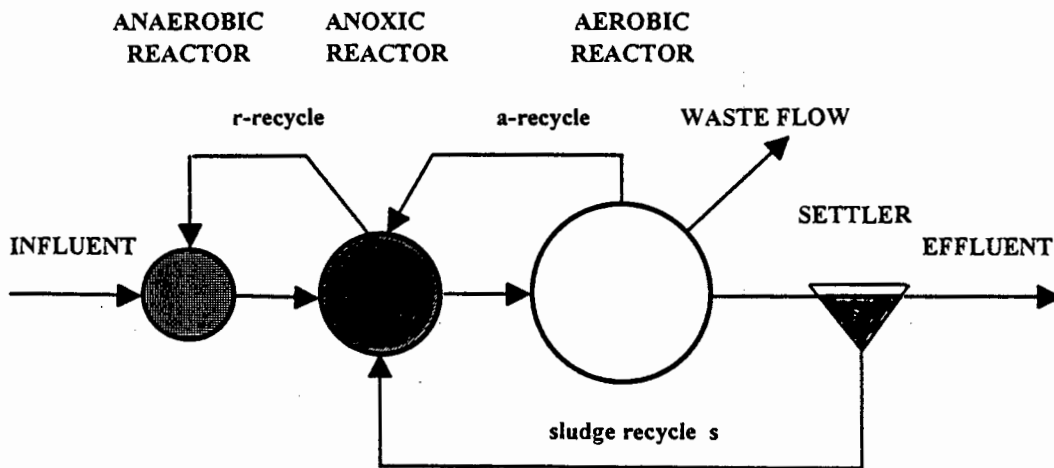 ANAEROBIC
REACTOR
ANOXIC
REACTOR
AEROBIC
REACTOR
r-recycle
a-recycle
WASTE FLOW
SETTLER
INFLUENT
EFFLUENT
sludge recycle s